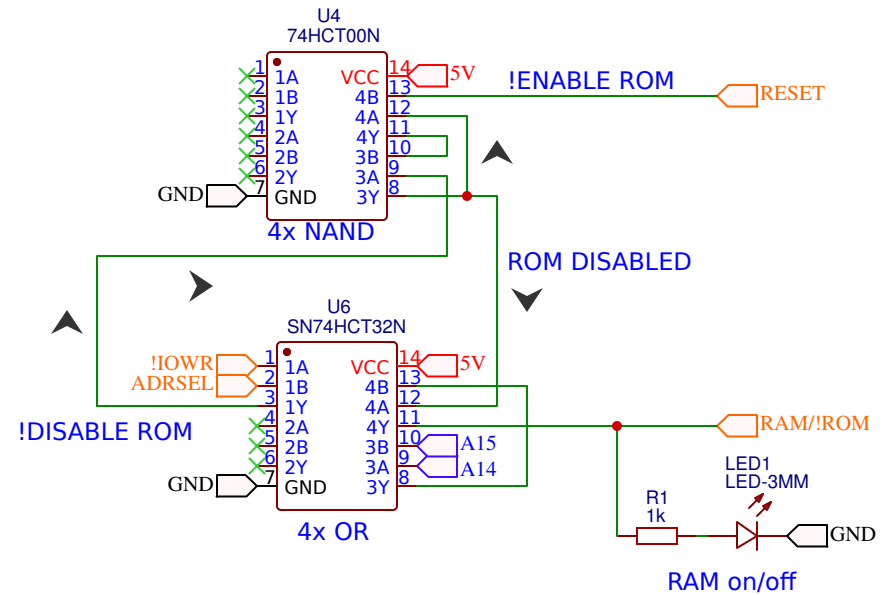 U4
74HCT00N
1 1A VCC 14 5V
2 1B 4B 13 !ENABLE ROM RESET
3 1Y 4A 12
4 2A 4Y 11
5 2B 3B 10
6 2Y 3A 9
GND 7 GND 3Y 8
4x NAND
ROM DISABLED
U6
SN74HCT32N
!IOWR 1 1A VCC 14 5V
ADRSEL 2 1B 4B 13
3 1Y 4A 12
!DISABLE ROM 4 2A 4Y 11 RAM/!ROM
5 2B 3B 10 A15
6 2Y 3A 9 A14
GND 7 GND 3Y 8
4x OR
LED1
LED-3MM
R1
1k
GND
RAM on/off